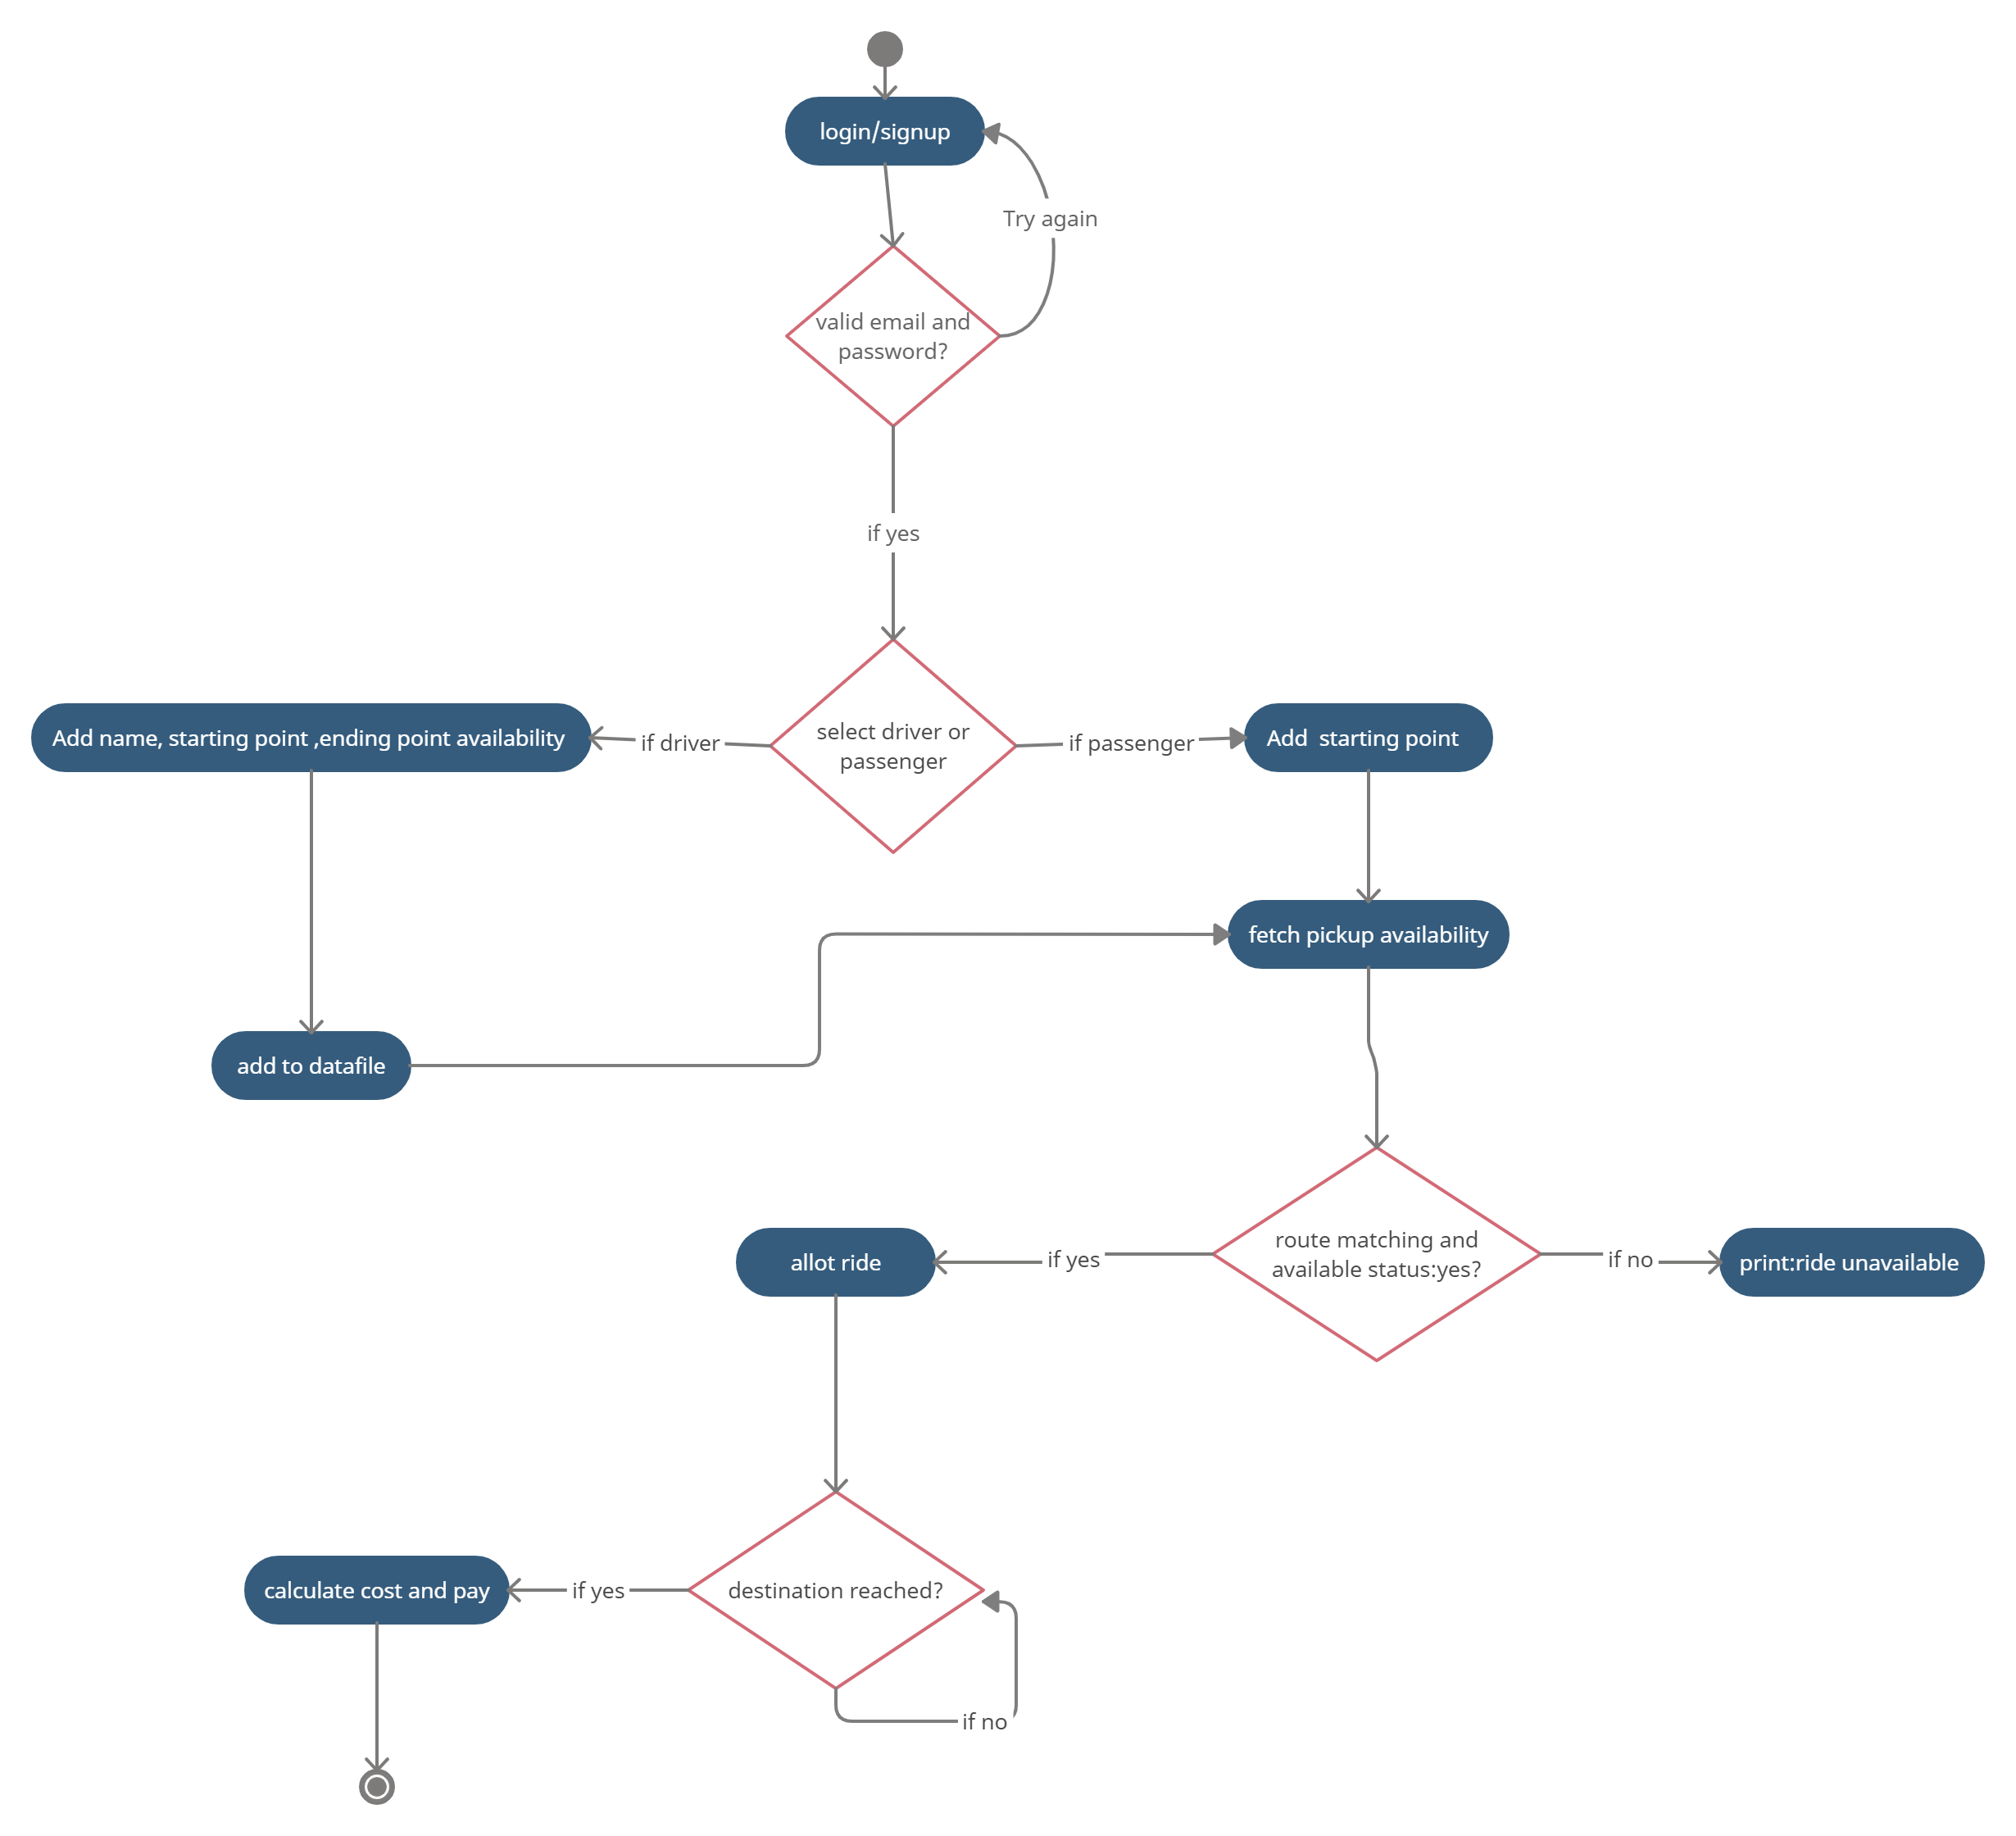 login/signup
Try again
valid email and
password?
if yes
select driver or
passenger
if driver
if passenger
Add name, starting point ,ending point availability
Add  starting point
fetch pickup availability
add to datafile
route matching and
available status:yes?
if yes
if no
allot ride
print:ride unavailable
destination reached?
if yes
calculate cost and pay
if no